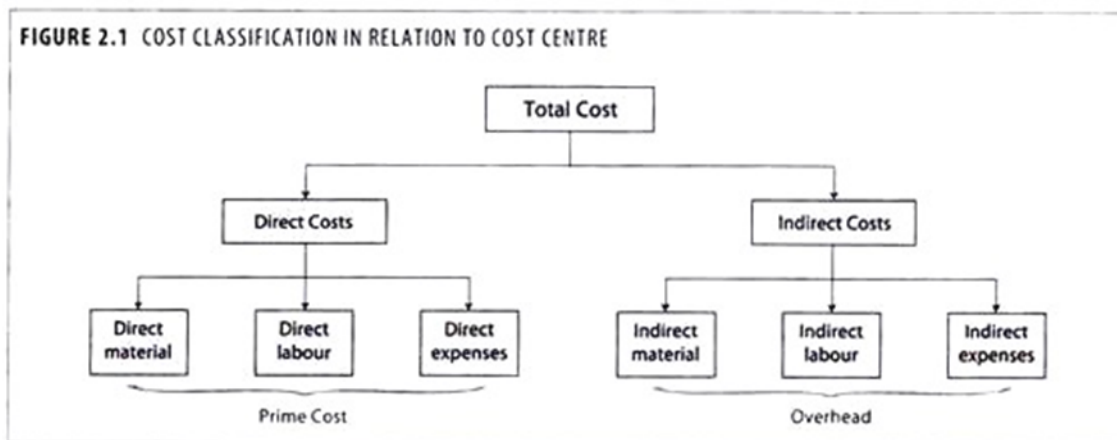 FIGURE 2.1 COST CLASSIFICATION IN RELATION TO COST CENTRE
Total Cost
Direct Costs
Indirect Costs
Direct
material
Direct
labour
Direct
expenses
Indirect
material
Indirect
labour
Indirect
expenses
Prime Cost
Overhead